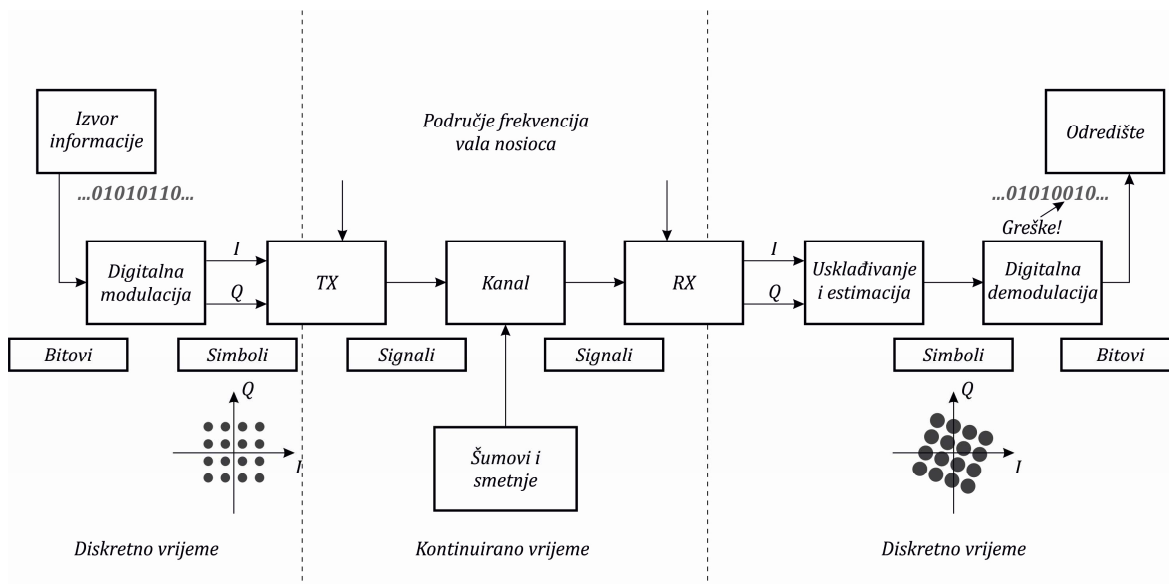 Izvor
informacije
...01010110...
Područje frekvencija
vala nosioca
Odredište
...01010010...
Greške!
Digitalna
modulacija
I
Q
TX
Kanal
RX
I
Q
Usklađivanje
i estimacija
Digitalna
demodulacija
Bitovi
Simboli
Signali
Signali
Simboli
Bitovi
Q
I
Šumovi i
smetnje
Q
I
Diskretno vrijeme
Kontinuirano vrijeme
Diskretno vrijeme